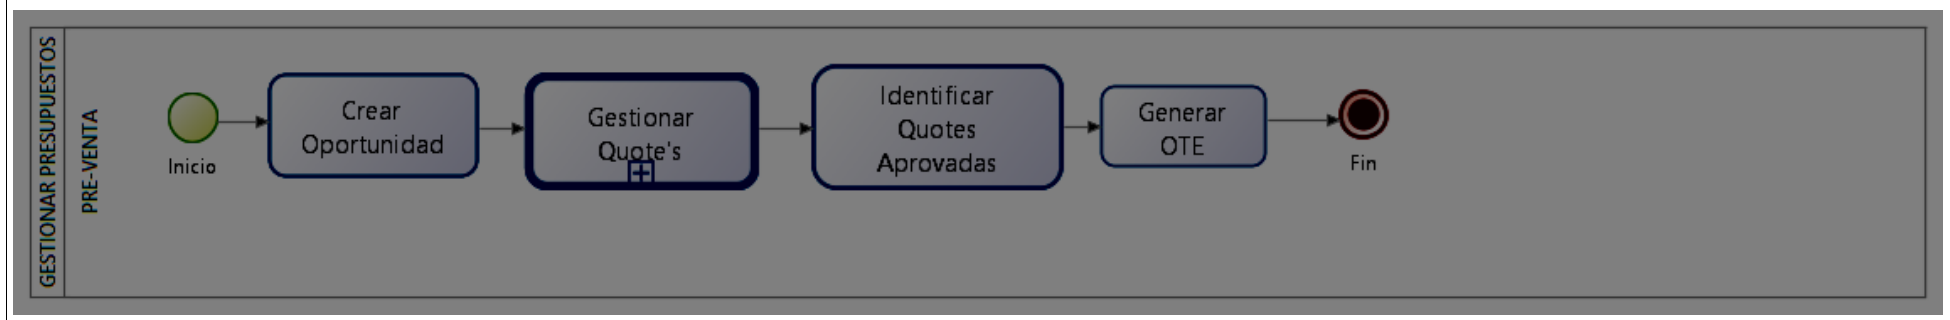 GESTIONAR PRESUPUESTOS
PRE-VENTA
Inicio
Crear
Oportunidad
Gestionar
Quote's
Identificar
Quotes
Aprovadas
Generar
OTE
Fin